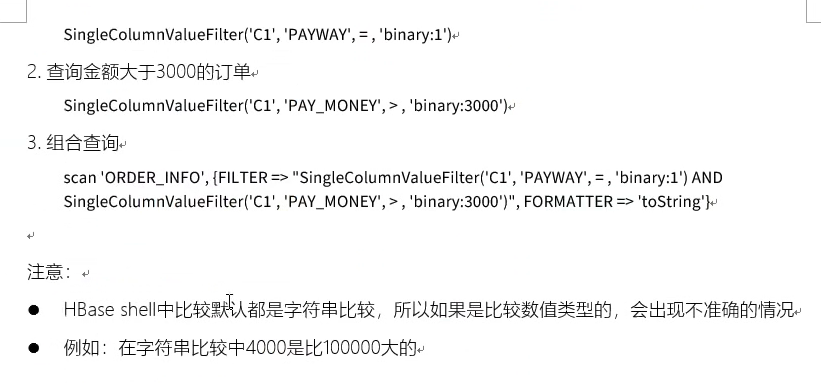 SingleColumnValueFilter('C1', 'PAYWAY', = , 'binary:1')
2. 查询金额大于3000的订单
SingleColumnValueFilter('C1', 'PAY_MONEY', > , 'binary:3000')
3. 组合查询
scan 'ORDER_INFO', {FILTER => "SingleColumnValueFilter('C1', 'PAYWAY', = , 'binary:1') AND
SingleColumnValueFilter('C1', 'PAY_MONEY', > , 'binary:3000')", FORMATTER => 'toString'}
注意：
● HBase shell中比较默认都是字符串比较，所以如果是比较数值类型的，会出现不准确的情况
● 例如：在字符串比较中4000是比100000大的